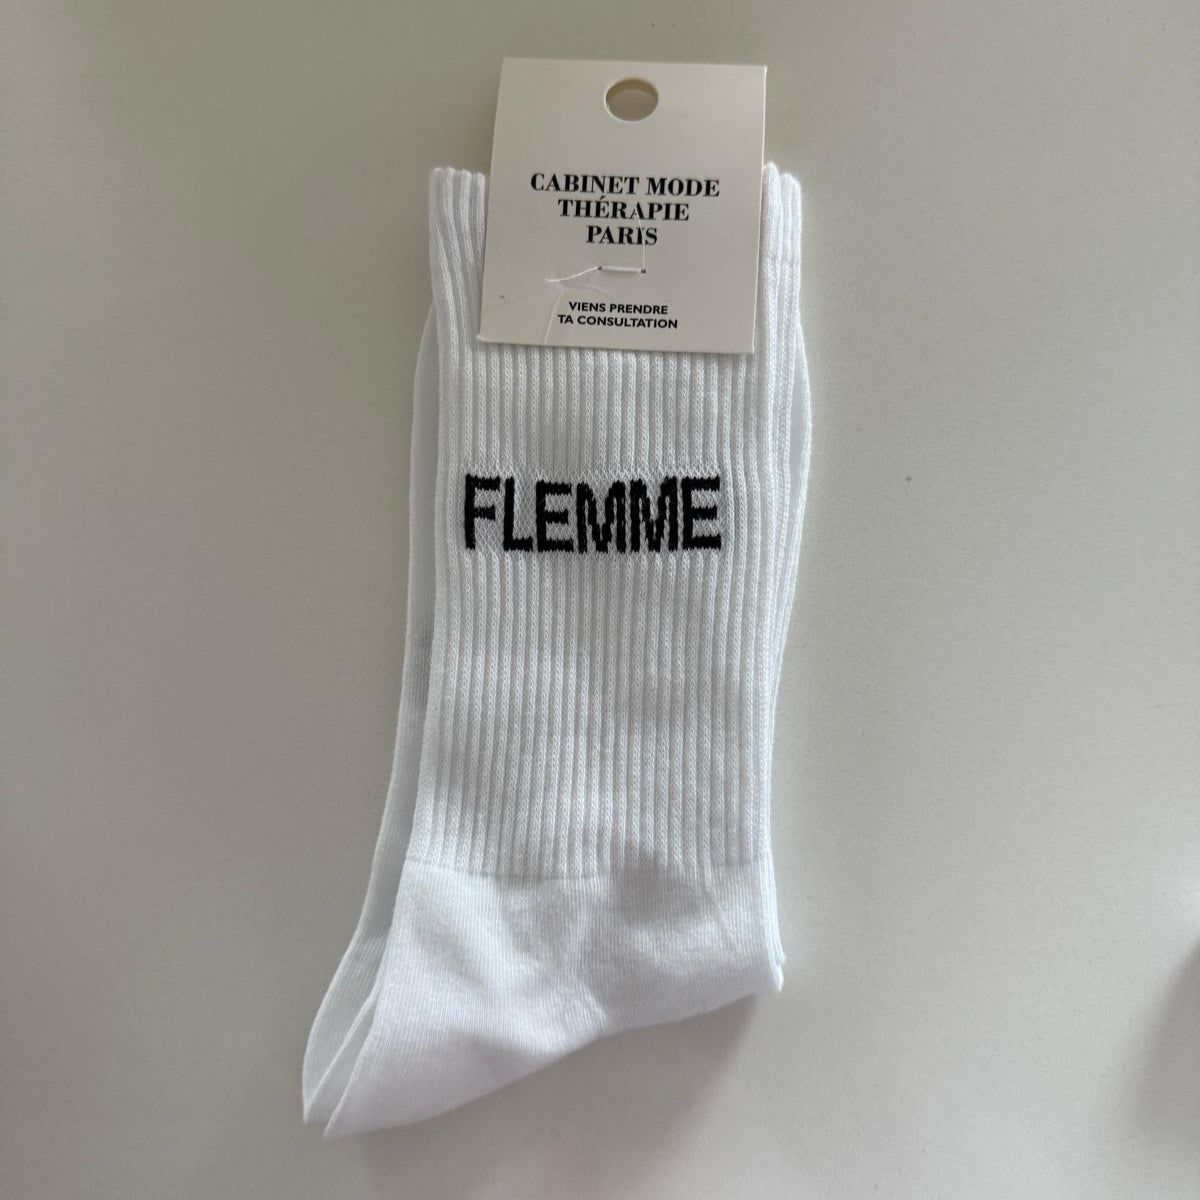 CABINET MODE
THÉRAPIE
PARIS
VIENS PRENDRE
TA CONSULTATION
FLEMME